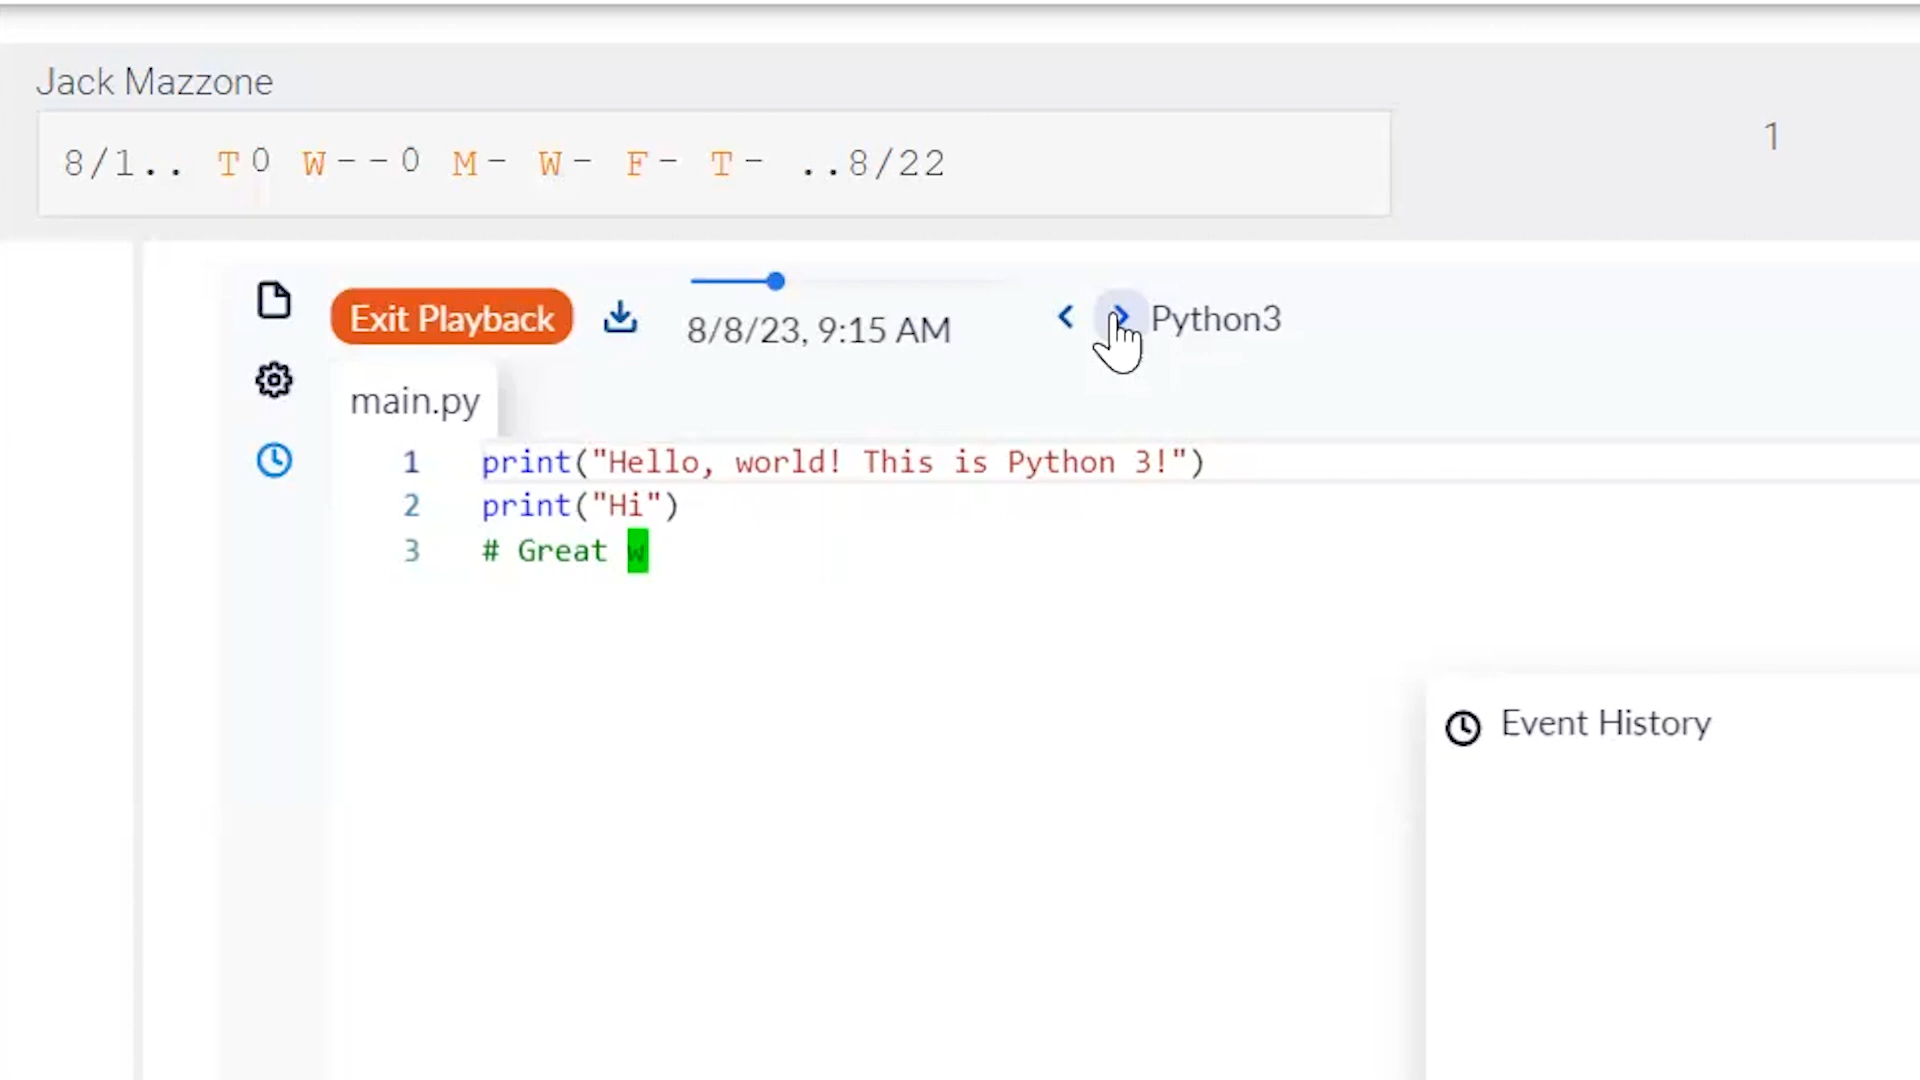 Jack Mazzone
8/1.. T0 W--0 M- W- F- T- ..8/22
1
Exit Playback
8/8/23, 9:15 AM
Python3
main.py
1 print("Hello, world! This is Python 3!")
2 print("Hi")
3 # Great w
Event History